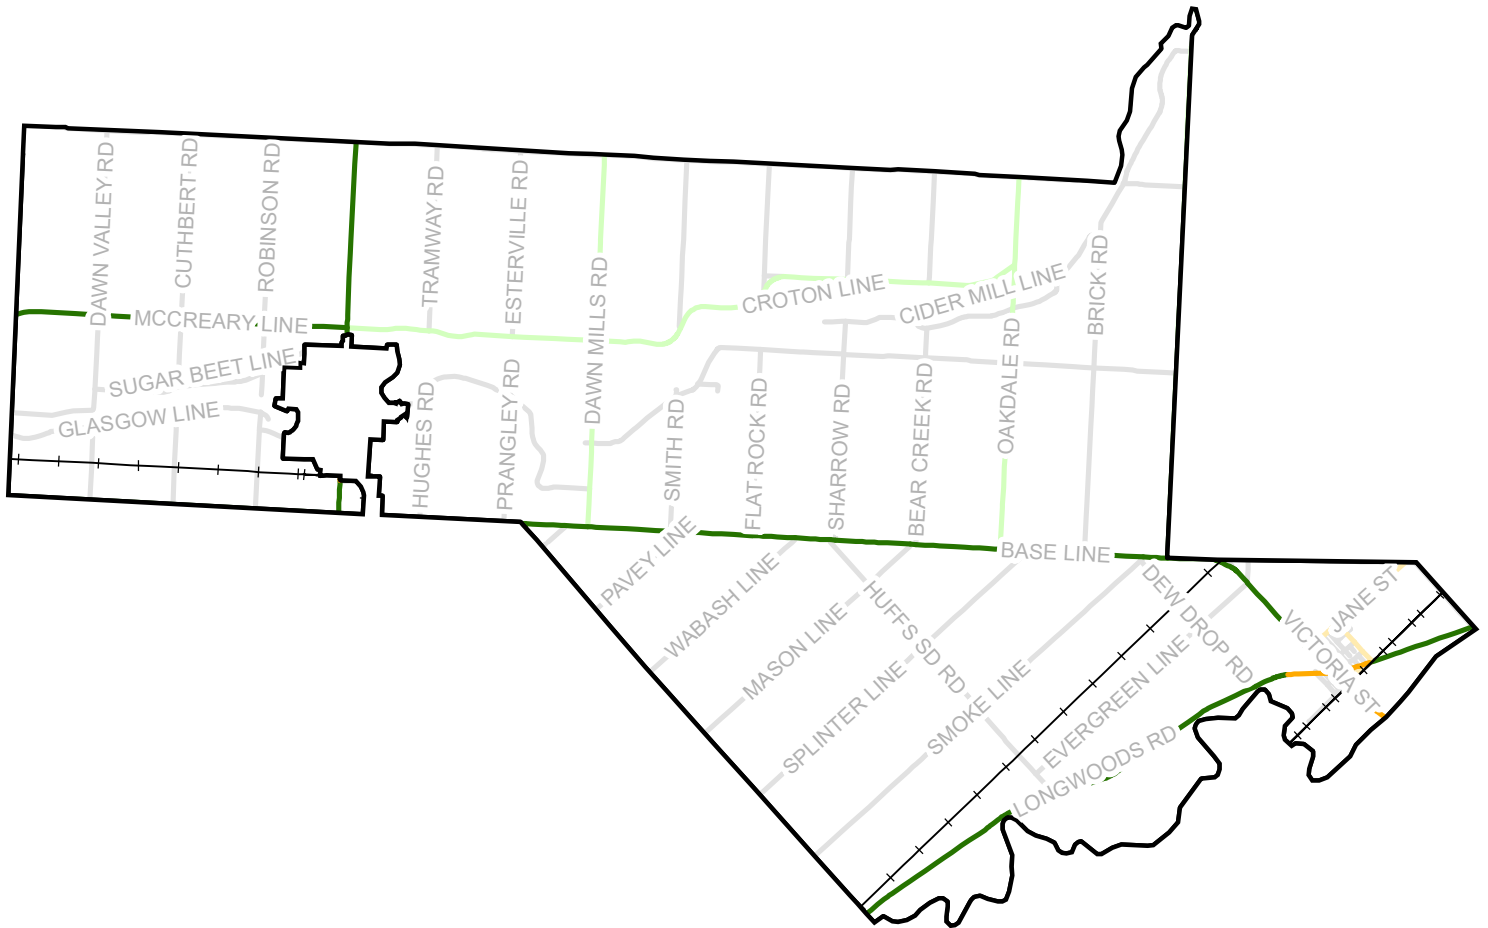 DAWN VALLEY RD
CUTHBERT RD
ROBINSON RD
TRAMWAY RD
ESTERVILLE RD
DAWN MILLS RD
CROTON LINE
CIDER MILL LINE
BRICK RD
MCCREARY LINE
SUGAR BEET LINE
GLASGOW LINE
HUGHES RD
PRANGLEY RD
SMITH RD
FLAT ROCK RD
SHARROW RD
BEAR CREEK RD
OAKDALE RD
BASE LINE
PAVEY LINE
WABASH LINE
MASON LINE
HUFFS SD RD
SPLINTER LINE
SMOKE LINE
DEW DROP RD
EVERGREEN LINE
LONGWOODS RD
VICTORIA ST
JANE ST